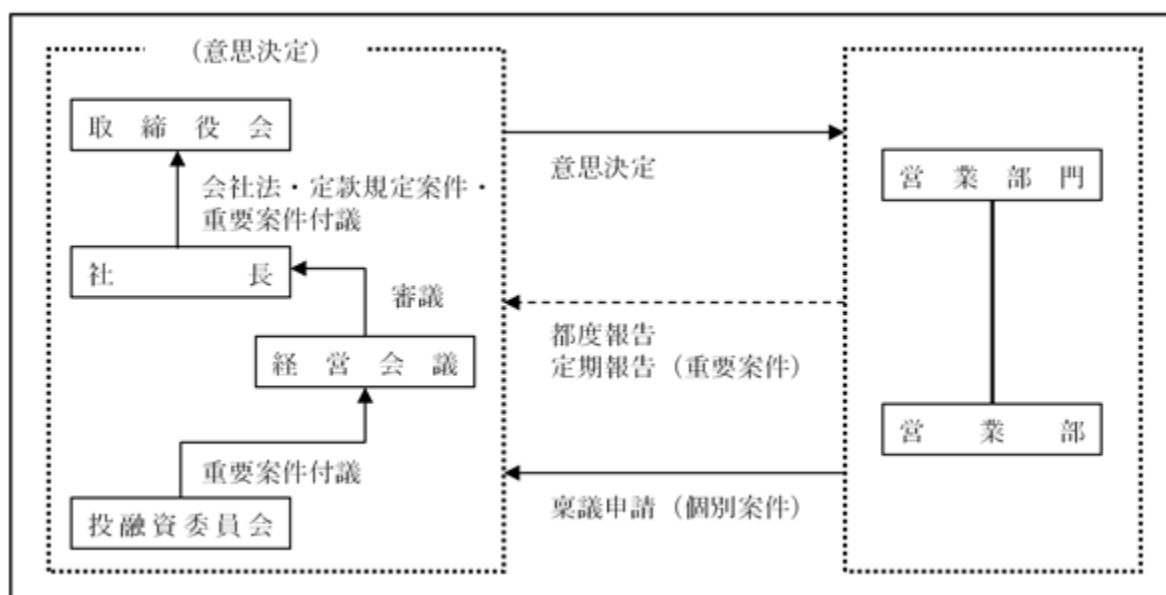 (意思決定)
取締役会
会社法・定款規定案件・
重要案件付議
社長
審議
経営会議
重要案件付議
投融資委員会
意思決定
都度報告
定期報告（重要案件）
稟議申請（個別案件）
営業部門
営業部